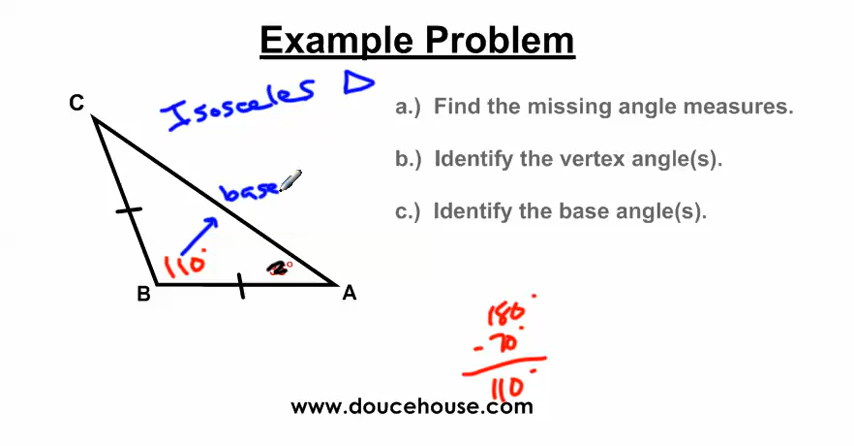 Example Problem
C
Isosceles
a.) Find the missing angle measures.
b.) Identify the vertex angle(s).
base
c.) Identify the base angle(s).
110°
B
A
180°
- 70°
110°
www.doucehouse.com